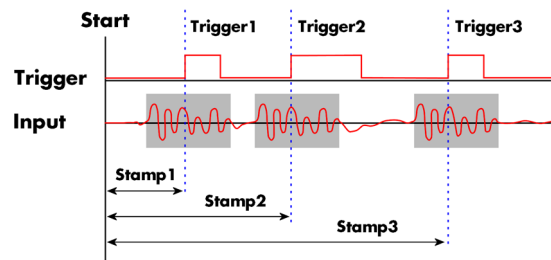 Start
Trigger1 Trigger2 Trigger3
Trigger
Input
Stamp1
Stamp2
Stamp3